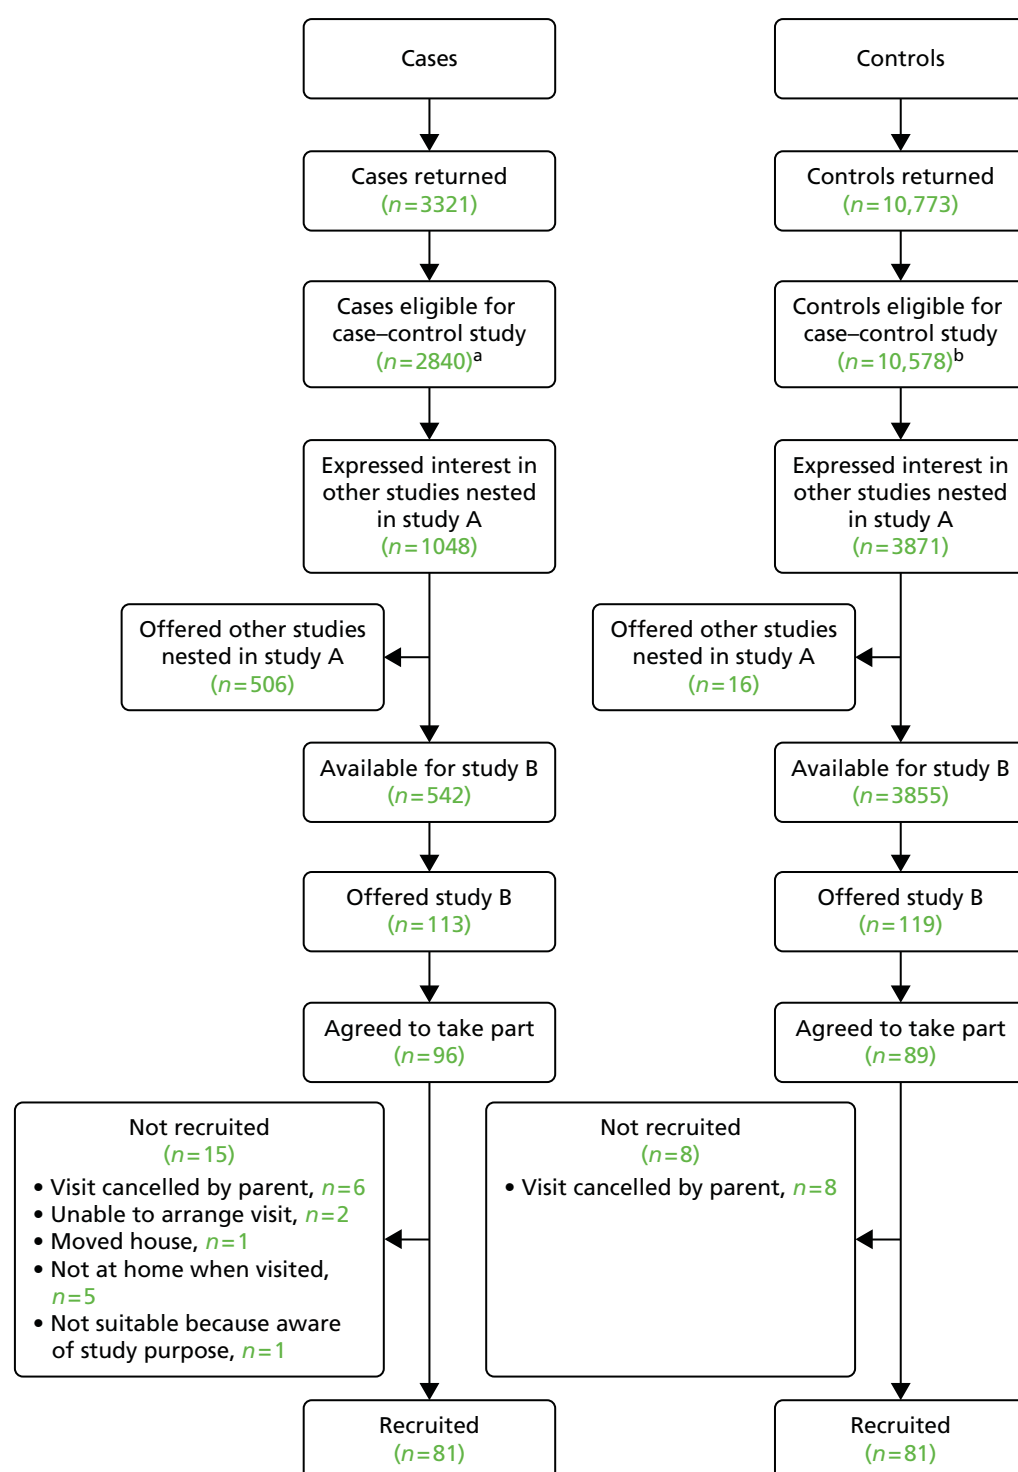 Cases
Cases returned
(n=3321)
Cases eligible for
case–control study
(n=2840)a
Expressed interest in
other studies nested
in study A
(n=1048)
Offered other studies
nested in study A
(n=506)
Available for study B
(n=542)
Offered study B
(n=113)
Agreed to take part
(n=96)
Not recruited
(n=15)
• Visit cancelled by parent, n=6
• Unable to arrange visit, n=2
• Moved house, n=1
• Not at home when visited,
n=5
• Not suitable because aware
of study purpose, n=1
Recruited
(n=81)
Controls
Controls returned
(n=10,773)
Controls eligible for
case–control study
(n=10,578)b
Expressed interest in
other studies nested
in study A
(n=3871)
Offered other studies
nested in study A
(n=16)
Available for study B
(n=3855)
Offered study B
(n=119)
Agreed to take part
(n=89)
Not recruited
(n=8)
• Visit cancelled by parent, n=8
Recruited
(n=81)